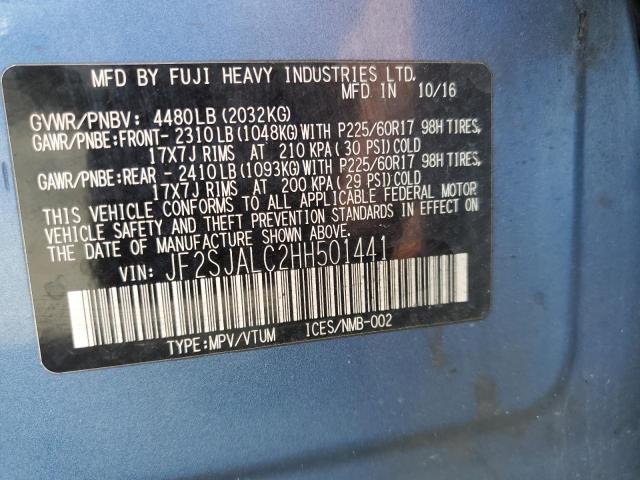 MFD BY FUJI HEAVY INDUSTRIES LTD.
MFD IN 10/16
GVWR/PNBV: 4480LB (2032KG)
GAWR/PNBE:FRONT- 2310LB (1048KG)WITH P225/60R17 98H TIRES,
17X7J RIMS AT 210 KPA (30 PSI)COLD
GAWR/PNBE:REAR - 2410LB (1093KG)WITH P225/60R17 98H TIRES,
17X7J RIMS AT 200 KPA (29 PSI)COLD
THIS VEHICLE CONFORMS TO ALL APPLICABLE FEDERAL MOTOR
VEHICLE SAFETY AND THEFT PREVENTION STANDARDS IN EFFECT ON
THE DATE OF MANUFACTURE SHOWN ABOVE.
VIN: JF2SJALC2HH501441
TYPE:MPV/VTUM ICES/NMB-002